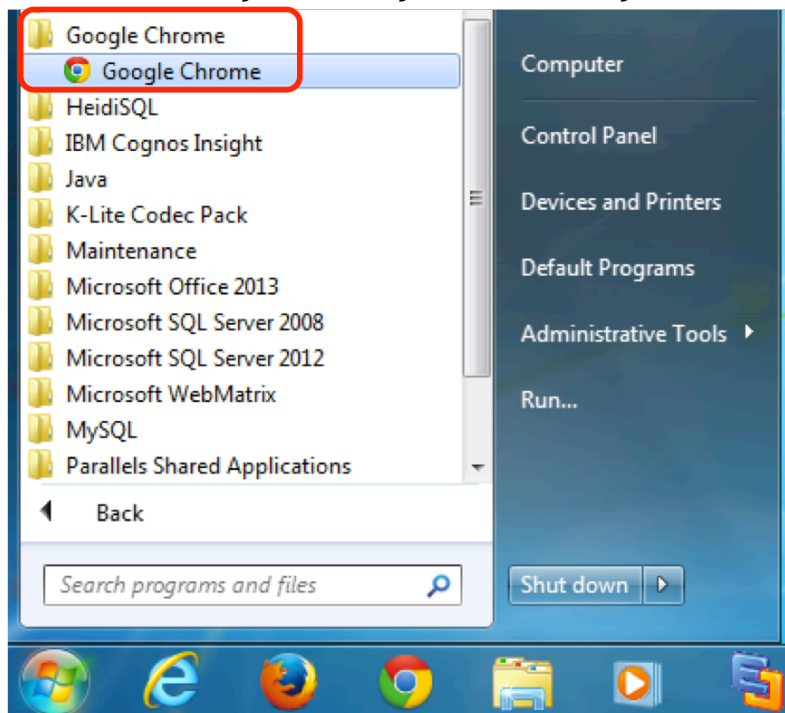 Google Chrome
Google Chrome
HeidiSQL
IBM Cognos Insight
Java
K-Lite Codec Pack
Maintenance
Microsoft Office 2013
Microsoft SQL Server 2008
Microsoft SQL Server 2012
Microsoft WebMatrix
MySQL
Parallels Shared Applications
Back
Search programs and files
Computer
Control Panel
Devices and Printers
Default Programs
Administrative Tools
Run...
Shut down